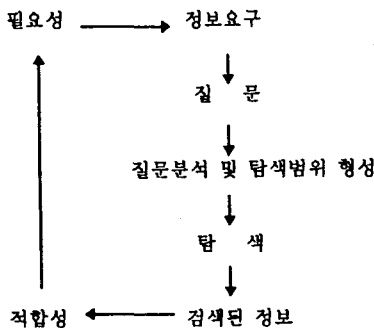 필요성 정보요구
질 문
질문분석 및 탐색범위 형성
탐 색
적합성 검색된 정보